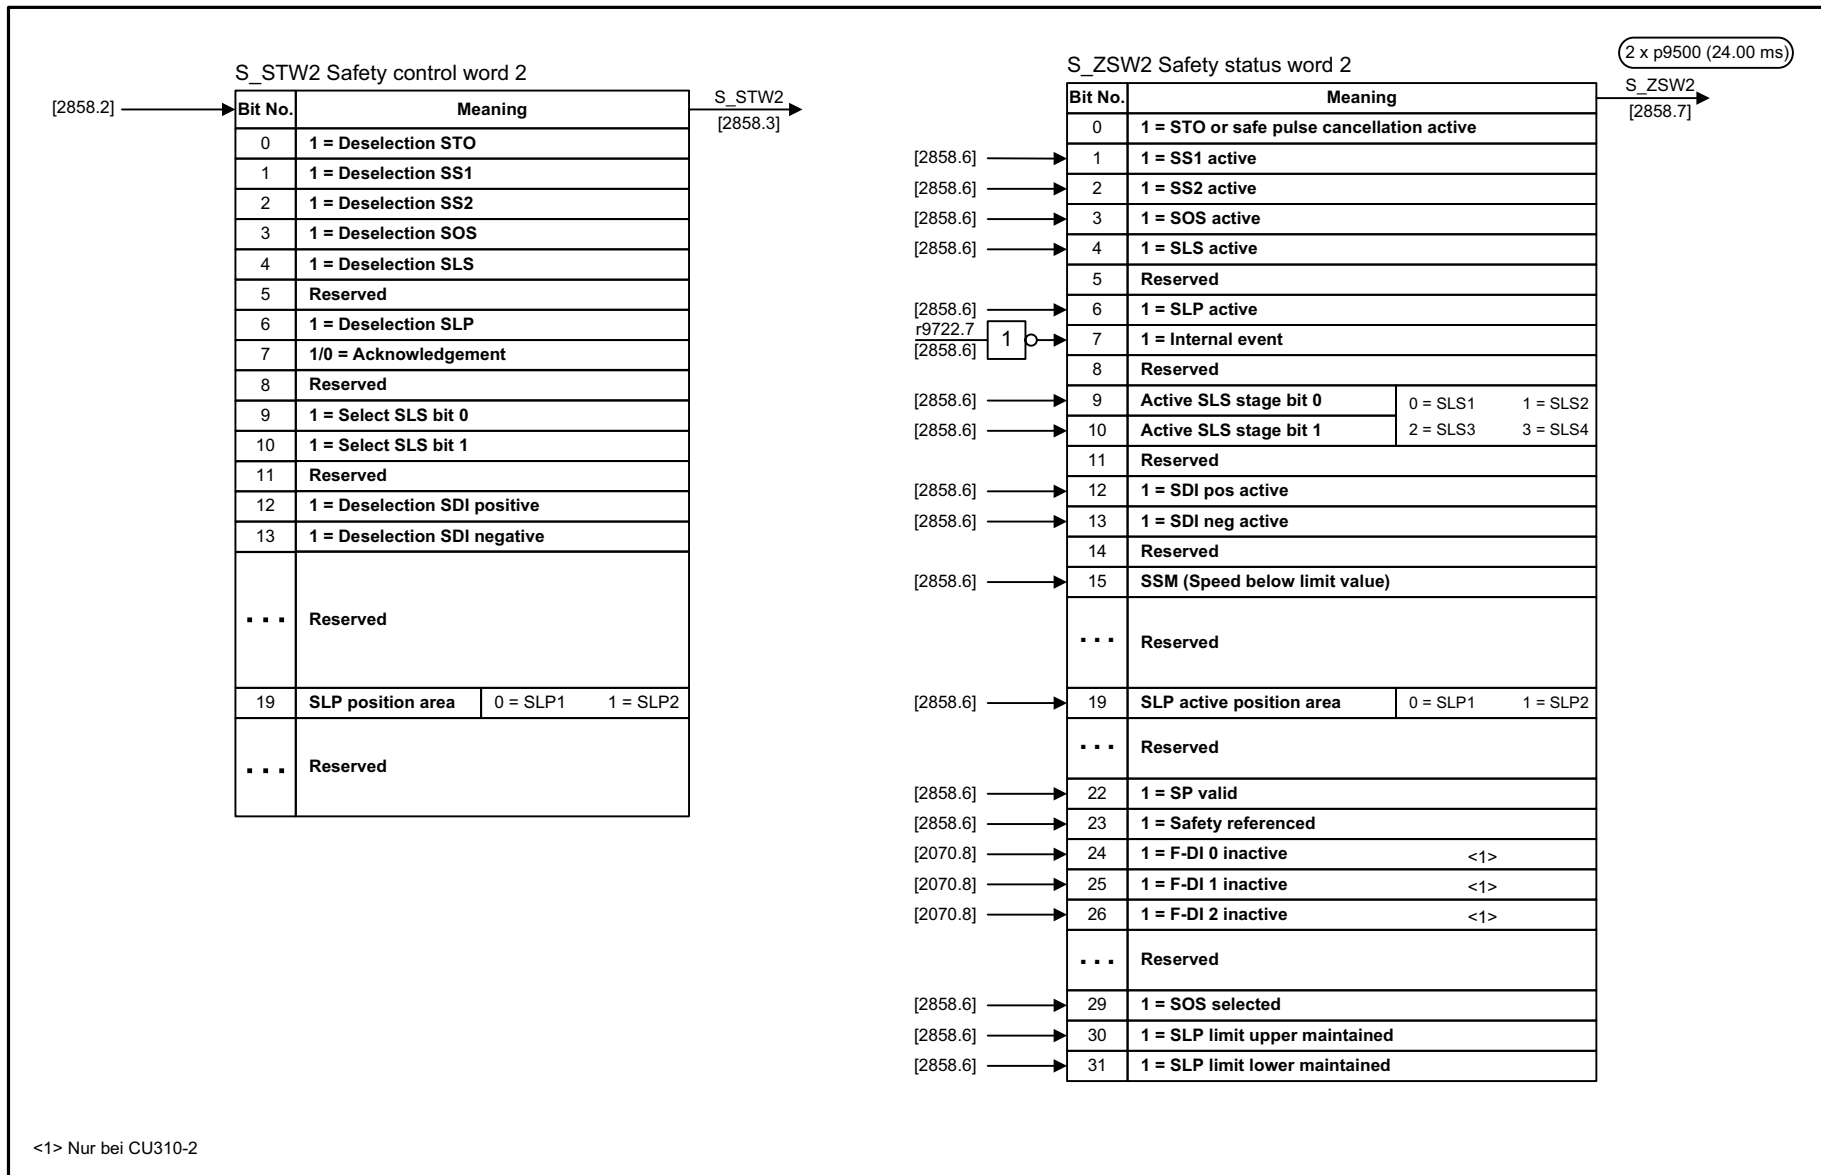 S_STW2 Safety control word 2
[2858.2]
Bit No. Meaning
S_STW2
[2858.3]
0 1 = Deselection STO
1 1 = Deselection SS1
2 1 = Deselection SS2
3 1 = Deselection SOS
4 1 = Deselection SLS
5 Reserved
6 1 = Deselection SLP
7 1/0 = Acknowledgement
8 Reserved
9 1 = Select SLS bit 0
10 1 = Select SLS bit 1
11 Reserved
12 1 = Deselection SDI positive
13 1 = Deselection SDI negative
... Reserved
19 SLP position area 0 = SLP1 1 = SLP2
... Reserved
2 x p9500 (24.00 ms)
S_ZSW2 Safety status word 2
Bit No. Meaning
S_ZSW2
[2858.7]
0 1 = STO or safe pulse cancellation active
[2858.6] 1 1 = SS1 active
[2858.6] 2 1 = SS2 active
[2858.6] 3 1 = SOS active
[2858.6] 4 1 = SLS active
5 Reserved
[2858.6] 6 1 = SLP active
r9722.7
[2858.6] 1 7 1 = Internal event
8 Reserved
[2858.6] 9 Active SLS stage bit 0 0 = SLS1 1 = SLS2
[2858.6] 10 Active SLS stage bit 1 2 = SLS3 3 = SLS4
11 Reserved
[2858.6] 12 1 = SDI pos active
[2858.6] 13 1 = SDI neg active
14 Reserved
[2858.6] 15 SSM (Speed below limit value)
... Reserved
[2858.6] 19 SLP active position area 0 = SLP1 1 = SLP2
... Reserved
[2858.6] 22 1 = SP valid
[2858.6] 23 1 = Safety referenced
[2070.8] 24 1 = F-DI 0 inactive <1>
[2070.8] 25 1 = F-DI 1 inactive <1>
[2070.8] 26 1 = F-DI 2 inactive <1>
... Reserved
[2858.6] 29 1 = SOS selected
[2858.6] 30 1 = SLP limit upper maintained
[2858.6] 31 1 = SLP limit lower maintained
<1> Nur bei CU310-2